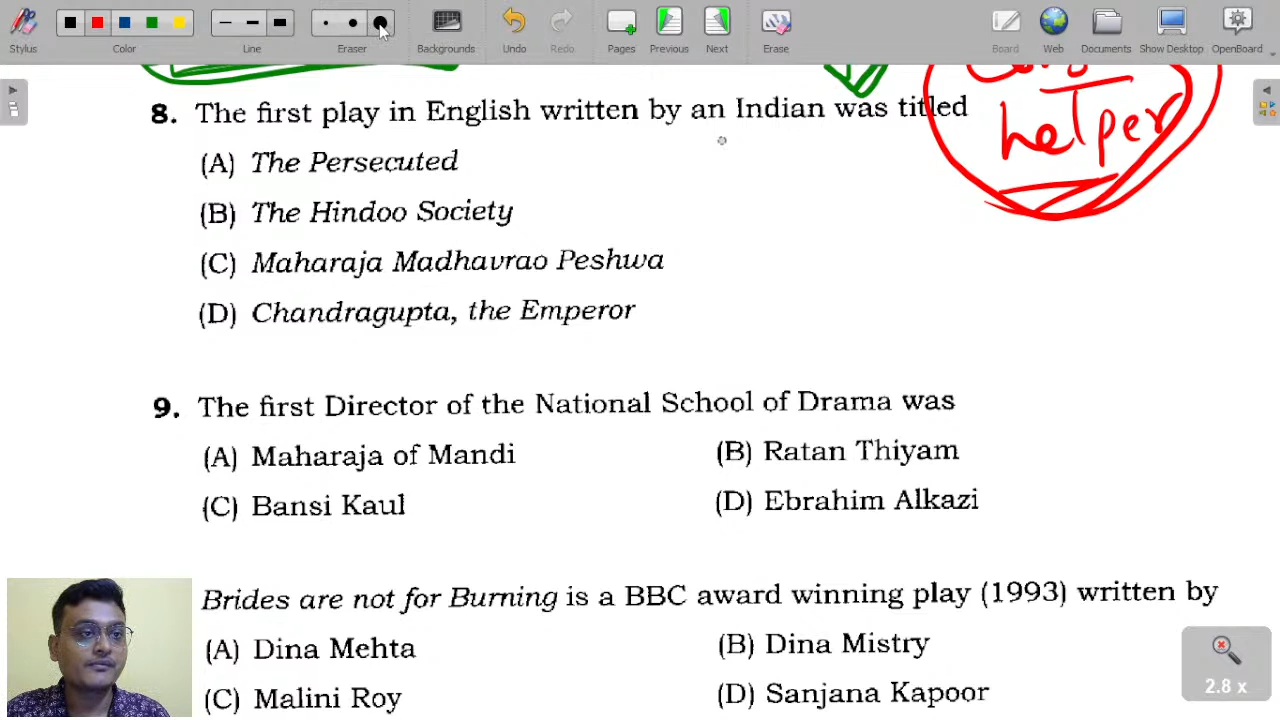 Stylus Color Line Eraser Backgrounds Undo Redo Pages Previous Next Erase Board Web Documents Show Desktop OpenBoard
helper
8. The first play in English written by an Indian was titled
(A) The Persecuted
(B) The Hindoo Society
(C) Maharaja Madhavrao Peshwa
(D) Chandragupta, the Emperor
9. The first Director of the National School of Drama was
(A) Maharaja of Mandi (B) Ratan Thiyam
(C) Bansi Kaul (D) Ebrahim Alkazi
Brides are not for Burning is a BBC award winning play (1993) written by
(A) Dina Mehta (B) Dina Mistry
(C) Malini Roy (D) Sanjana Kapoor
2.8 x